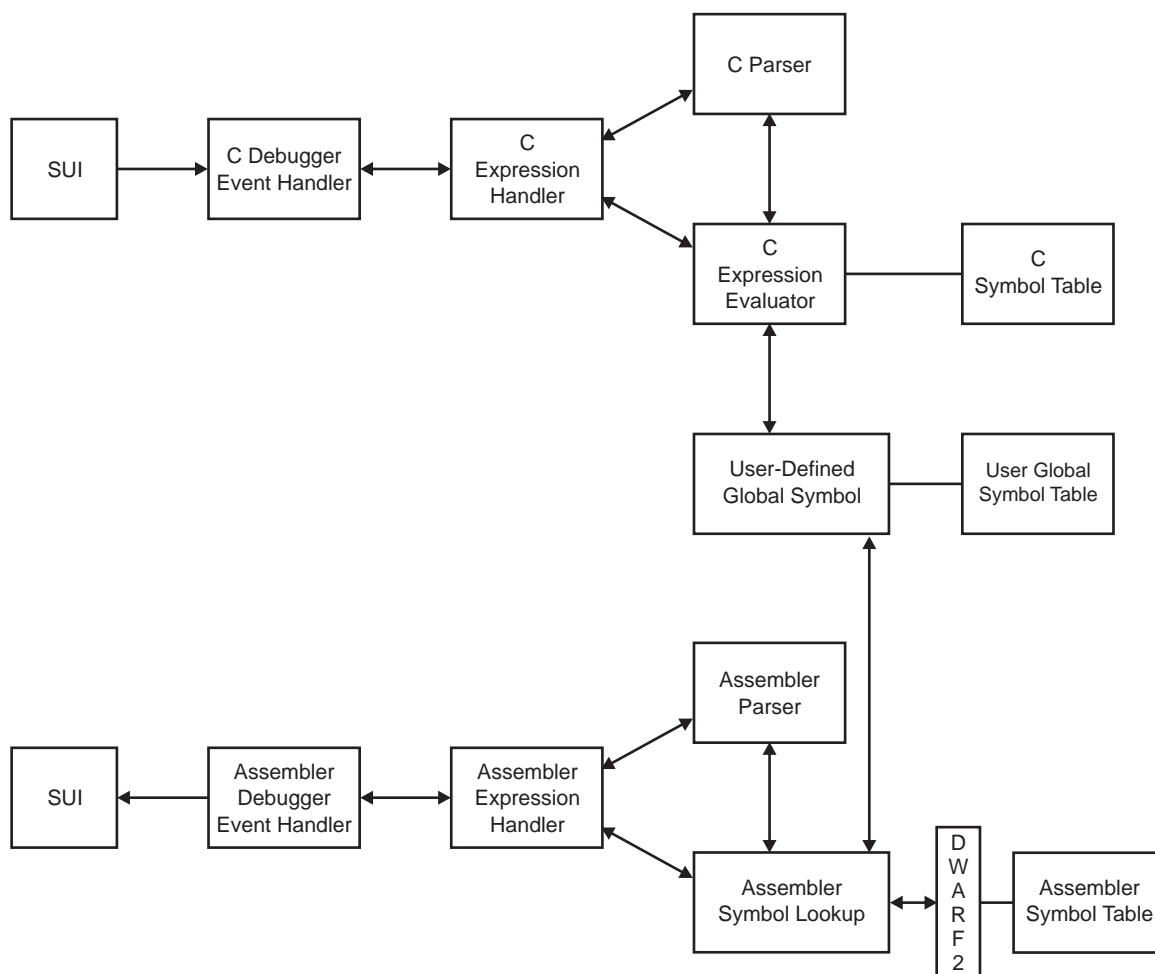 C Parser
SUI
C Debugger
Event Handler
C
Expression
Handler
C
Expression
Evaluator
C
Symbol Table
User-Defined
Global Symbol
User Global
Symbol Table
Assembler
Parser
SUI
Assembler
Debugger
Event Handler
Assembler
Expression
Handler
Assembler
Symbol Lookup
D
W
A
R
F
2
Assembler
Symbol Table